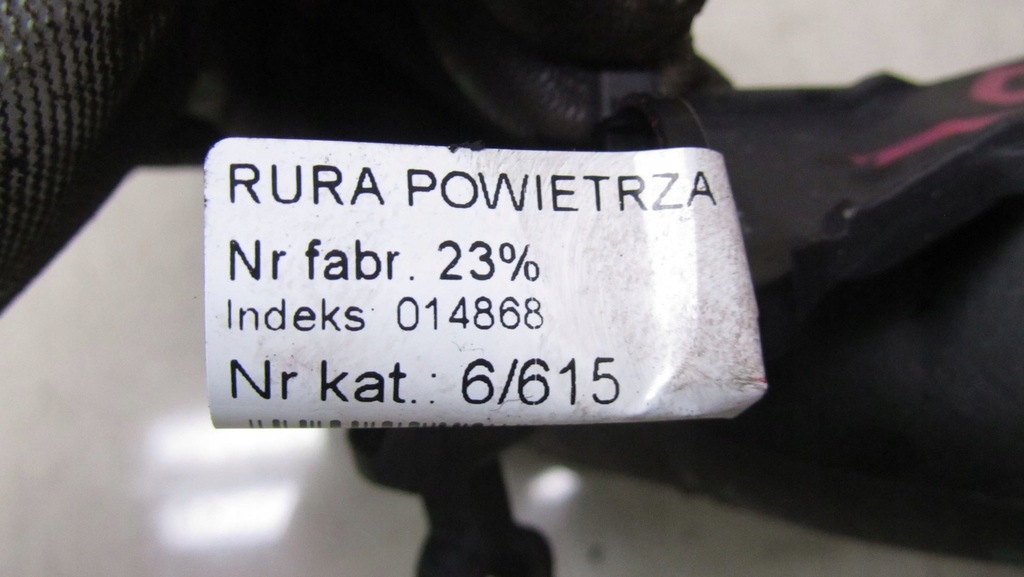 RURA POWIETRZA
Nr fabr. 23%
Indeks 014868
Nr kat.: 6/615